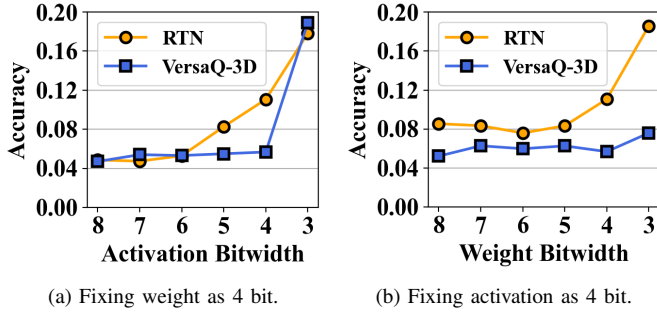 0.20
0.16
0.12
0.08
0.04
0.00
Accuracy
RTN
VersaQ-3D
8 7 6 5 4 3
Activation Bitwidth
(a) Fixing weight as 4 bit.
0.20
0.16
0.12
0.08
0.04
0.00
Accuracy
RTN
VersaQ-3D
8 7 6 5 4 3
Weight Bitwidth
(b) Fixing activation as 4 bit.